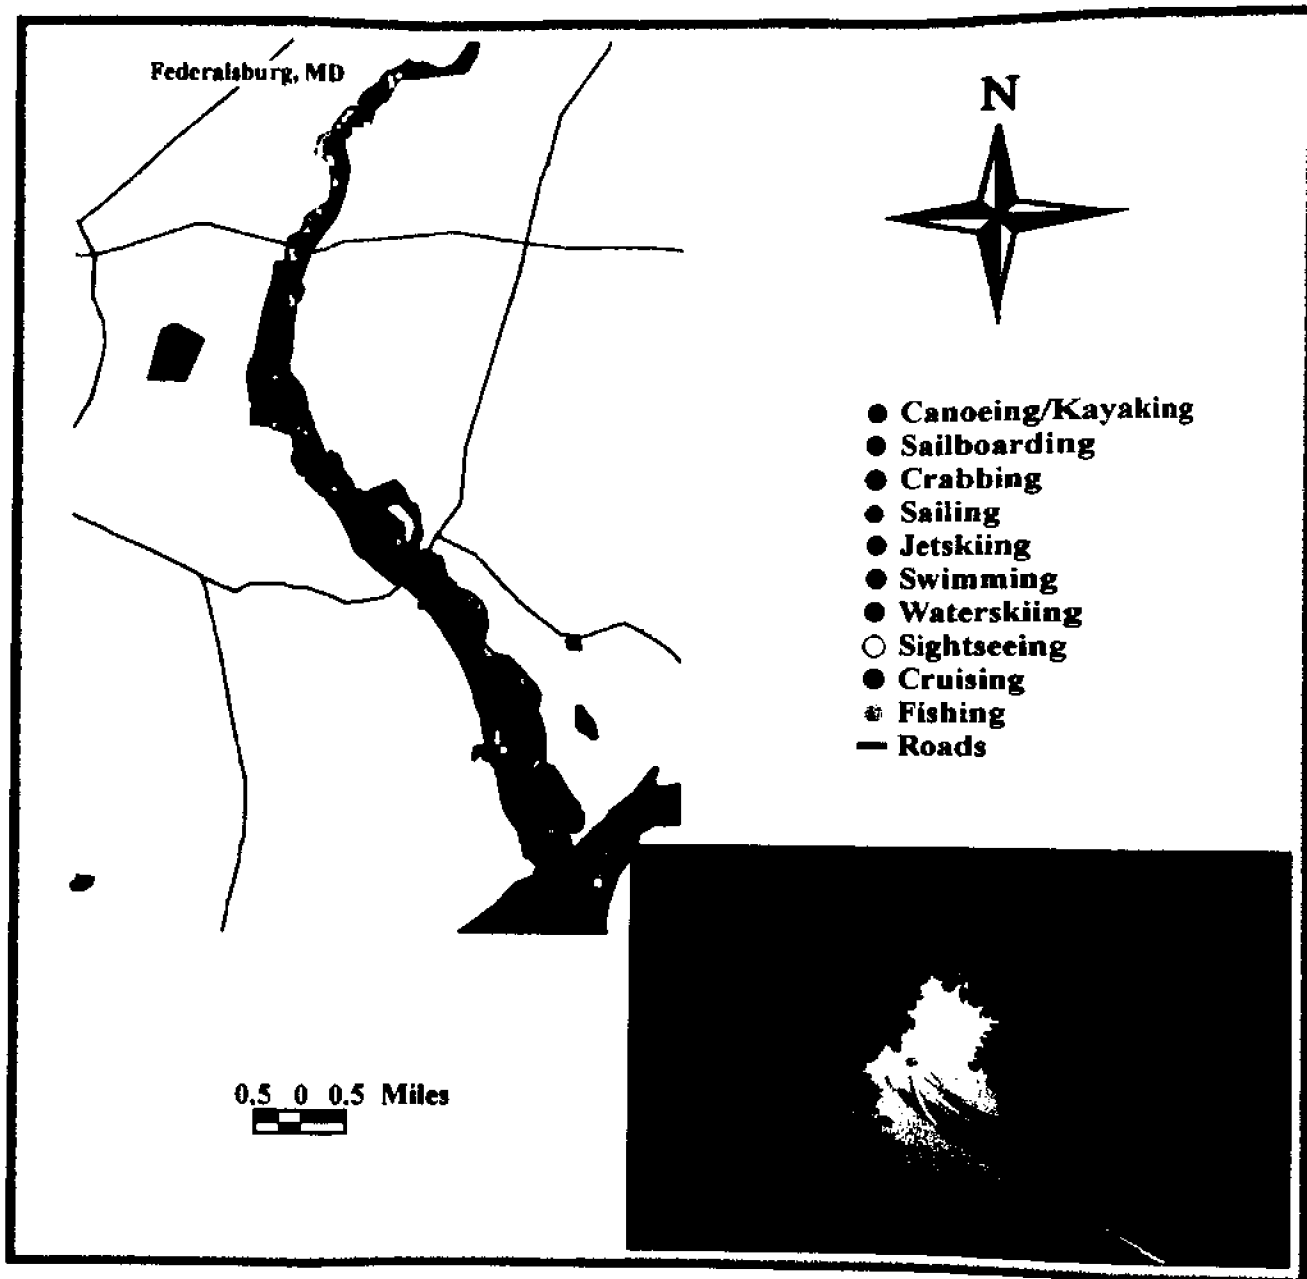 Federalsburg, MD
N
Canoeing/Kayaking
Sailboarding
Crabbing
Sailing
Jetskiing
Swimming
Waterskiing
Sightseeing
Cruising
Fishing
Roads
0.5 0 0.5 Miles